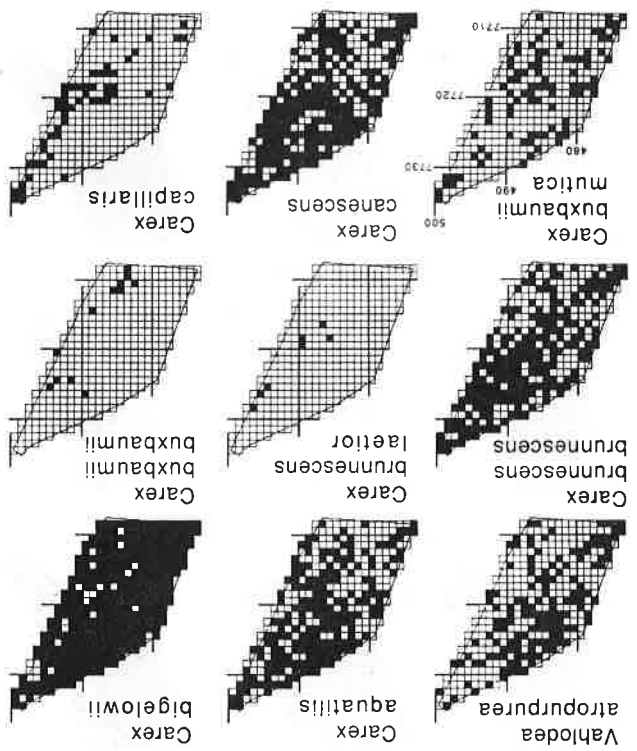 Vahlodea
atropurpurea
Carex
aquatilis
Carex
bigelowii
Carex
brunnescens
brunnescens
Carex
brunnescens
laetior
Carex
buxbaumii
buxbaumii
Carex
buxbaumii
mutica
500
490
480
7730
7720
7710
Carex
canescens
Carex
capillaris